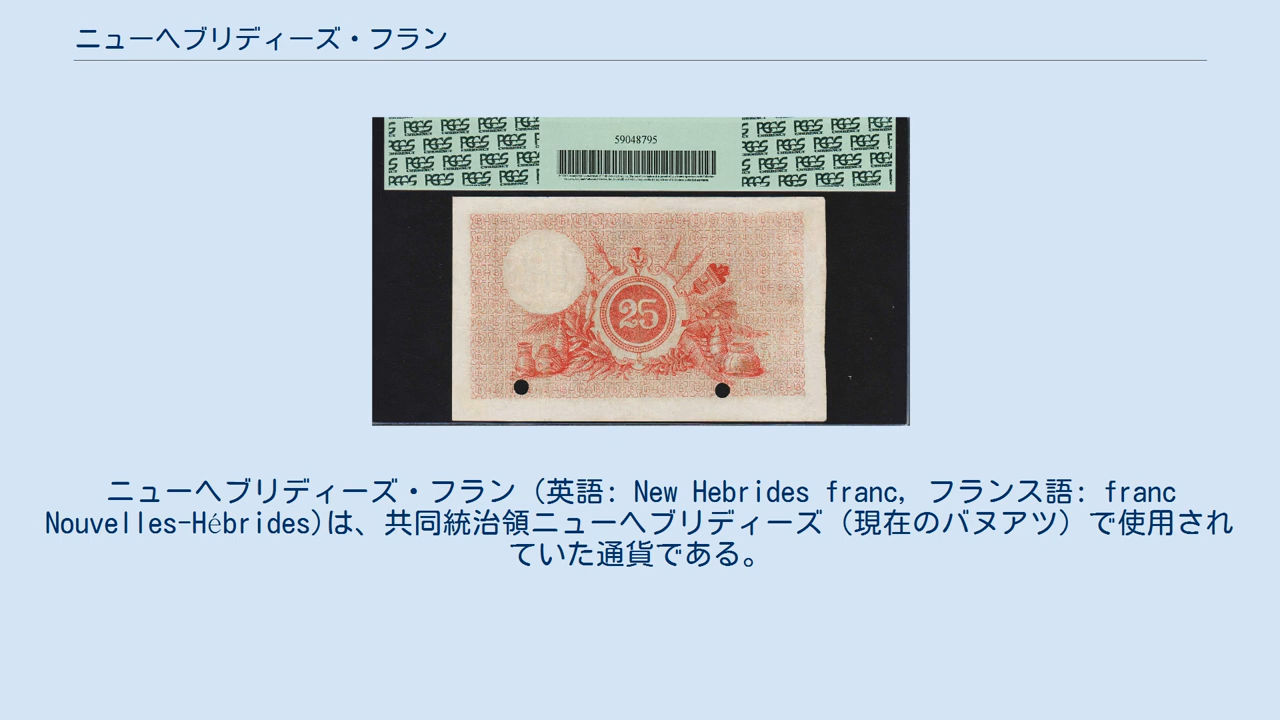 ニューヘブリディーズ・フラン
PCGS CURRENCY PCGS CURRENCY
59048795
25
ニューヘブリディーズ・フラン（英語: New Hebrides franc, フランス語: franc
Nouvelles-Hébrides)は、共同統治領ニューヘブリディーズ（現在のバヌアツ）で使用され
ていた通貨である。